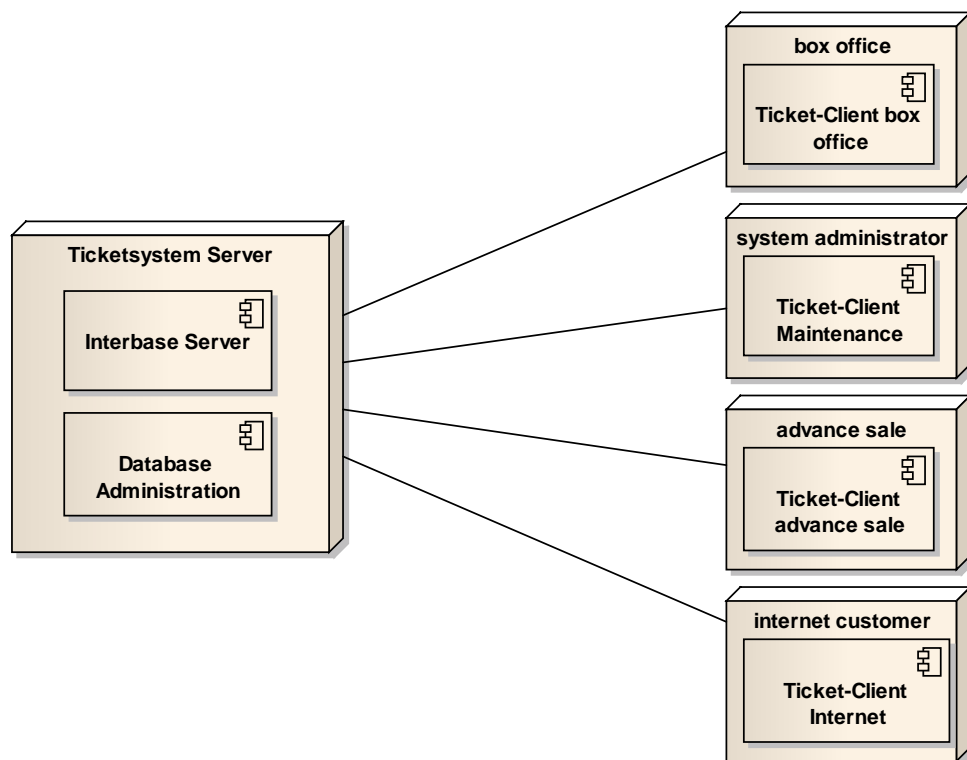 Ticketsystem Server
Interbase Server
Database
Administration
box office
Ticket-Client box
office
system administrator
Ticket-Client
Maintenance
advance sale
Ticket-Client
advance sale
internet customer
Ticket-Client
Internet